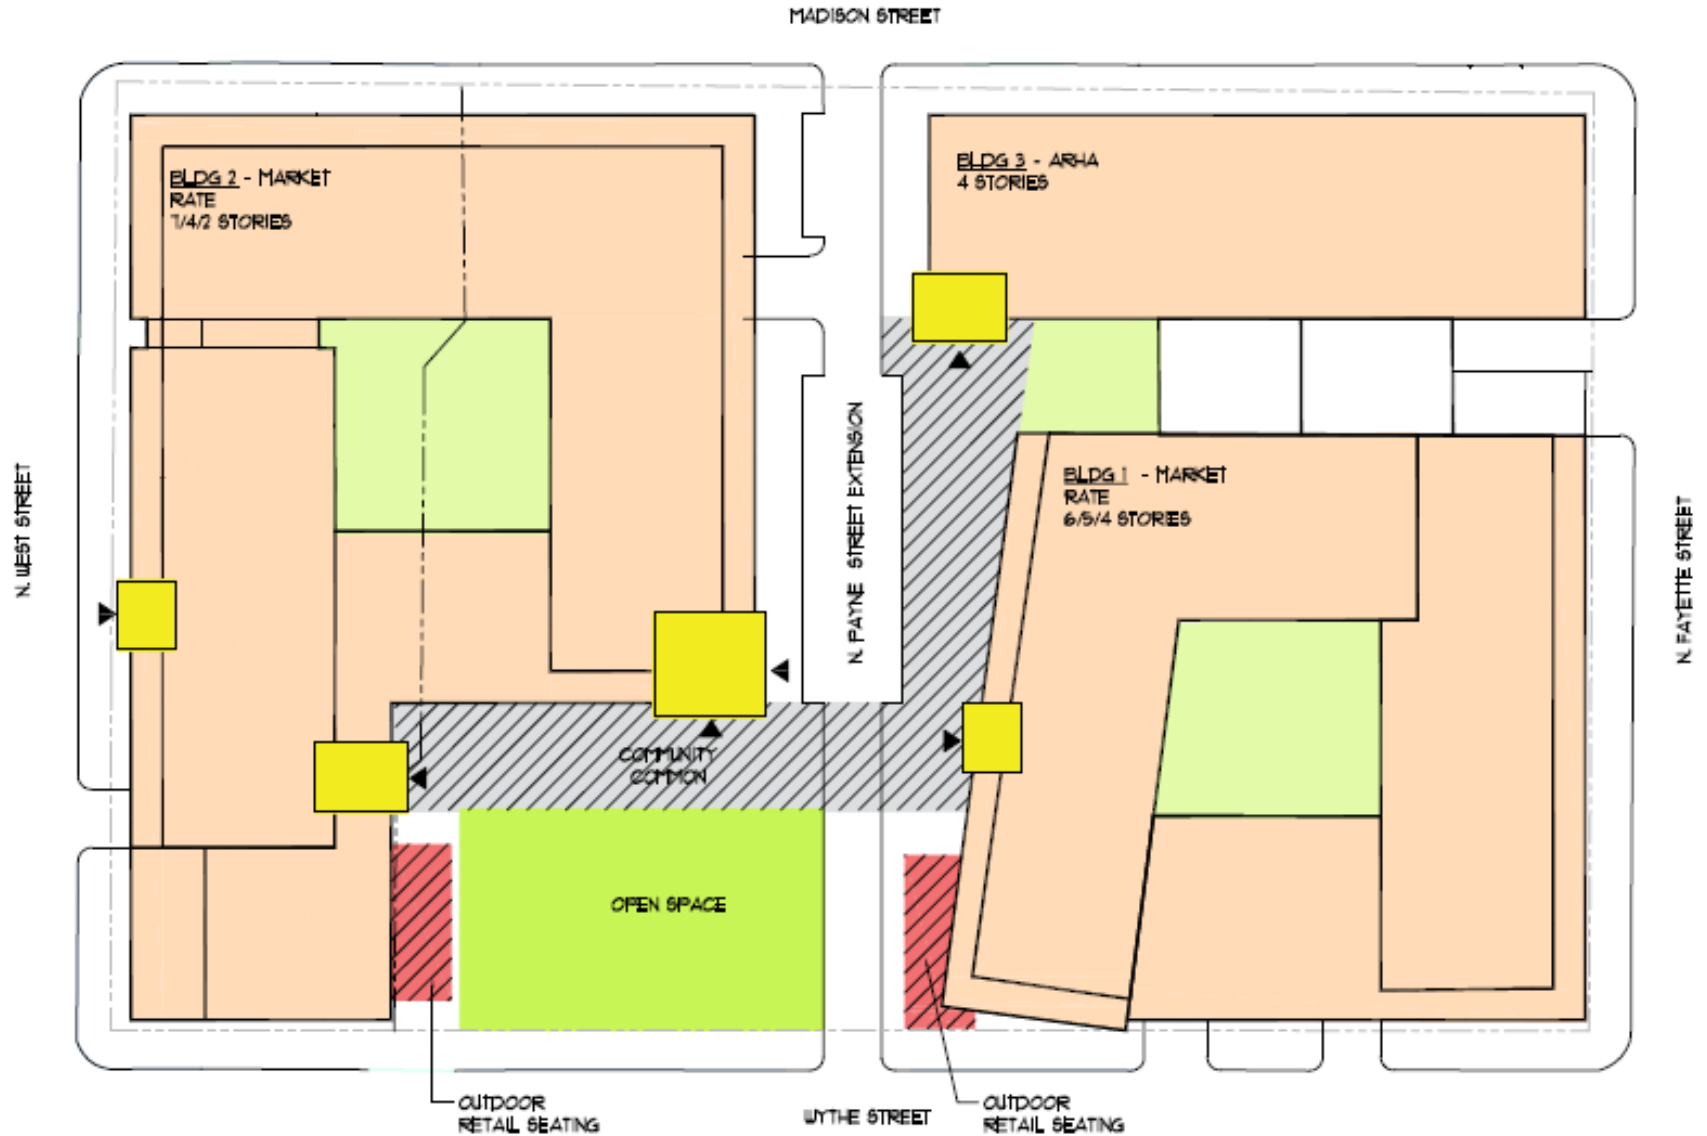 MADISON STREET
BLDG 2 - MARKET
RATE
7/4/2 STORIES
BLDG 3 - ARHA
4 STORIES
N. WEST STREET
N. PAYNE STREET EXTENSION
BLDG 1 - MARKET
RATE
6/5/4 STORIES
N. FAYETTE STREET
COMMUNITY
COMMON
OPEN SPACE
OUTDOOR
RETAIL SEATING
WYTHE STREET
OUTDOOR
RETAIL SEATING